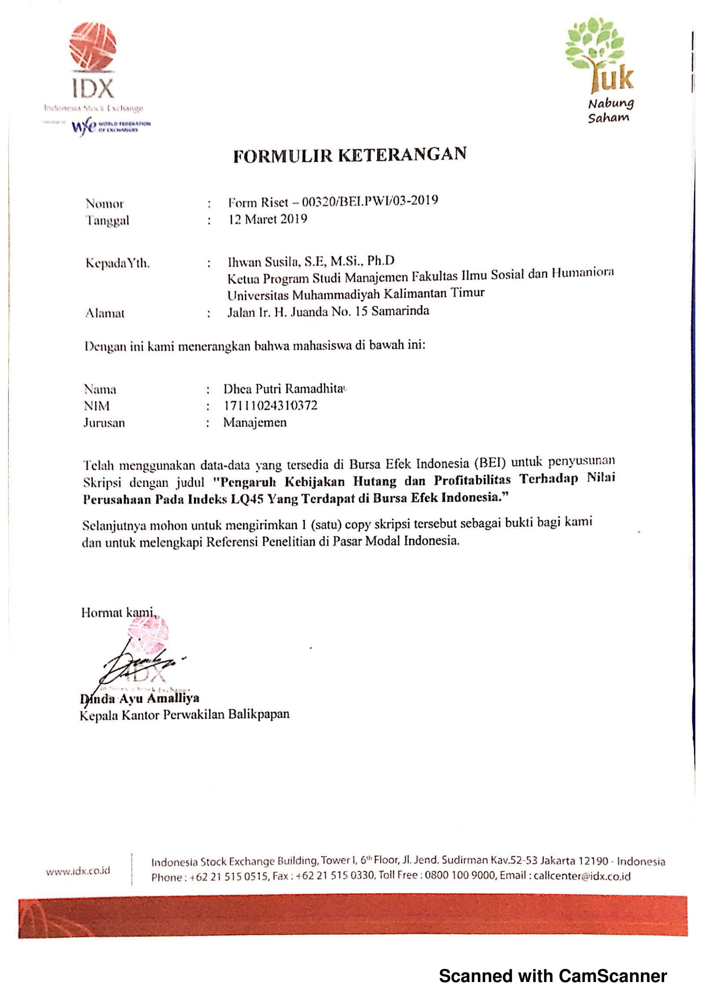 IDX
Indonesia Stock Exchange
wfe WORLD FEDERATION
OF EXCHANGES
Yuk
Nabung
Saham
FORMULIR KETERANGAN
Nomor : Form Riset – 00320/BEI.PWI/03-2019
Tanggal : 12 Maret 2019
KepadaYth. : Ihwan Susila, S.E, M.Si., Ph.D
Ketua Program Studi Manajemen Fakultas Ilmu Sosial dan Humaniora
Universitas Muhammadiyah Kalimantan Timur
Alamat : Jalan Ir. H. Juanda No. 15 Samarinda
Dengan ini kami menerangkan bahwa mahasiswa di bawah ini:
Nama : Dhea Putri Ramadhita
NIM : 17111024310372
Jurusan : Manajemen
Telah menggunakan data-data yang tersedia di Bursa Efek Indonesia (BEI) untuk penyusunan
Skripsi dengan judul "Pengaruh Kebijakan Hutang dan Profitabilitas Terhadap Nilai
Perusahaan Pada Indeks LQ45 Yang Terdapat di Bursa Efek Indonesia.”
Selanjutnya mohon untuk mengirimkan 1 (satu) copy skripsi tersebut sebagai bukti bagi kami
dan untuk melengkapi Referensi Penelitian di Pasar Modal Indonesia.
Hormat kami,
IDX
Indonesia Stock Exchange
Dinda Ayu Amalliya
Kepala Kantor Perwakilan Balikpapan
www.idx.co.id
Indonesia Stock Exchange Building, Tower I, 6th Floor, Jl. Jend. Sudirman Kav.52-53 Jakarta 12190 - Indonesia
Phone : +62 21 515 0515, Fax : +62 21 515 0330, Toll Free : 0800 100 9000, Email : callcenter@idx.co.id
Scanned with CamScanner